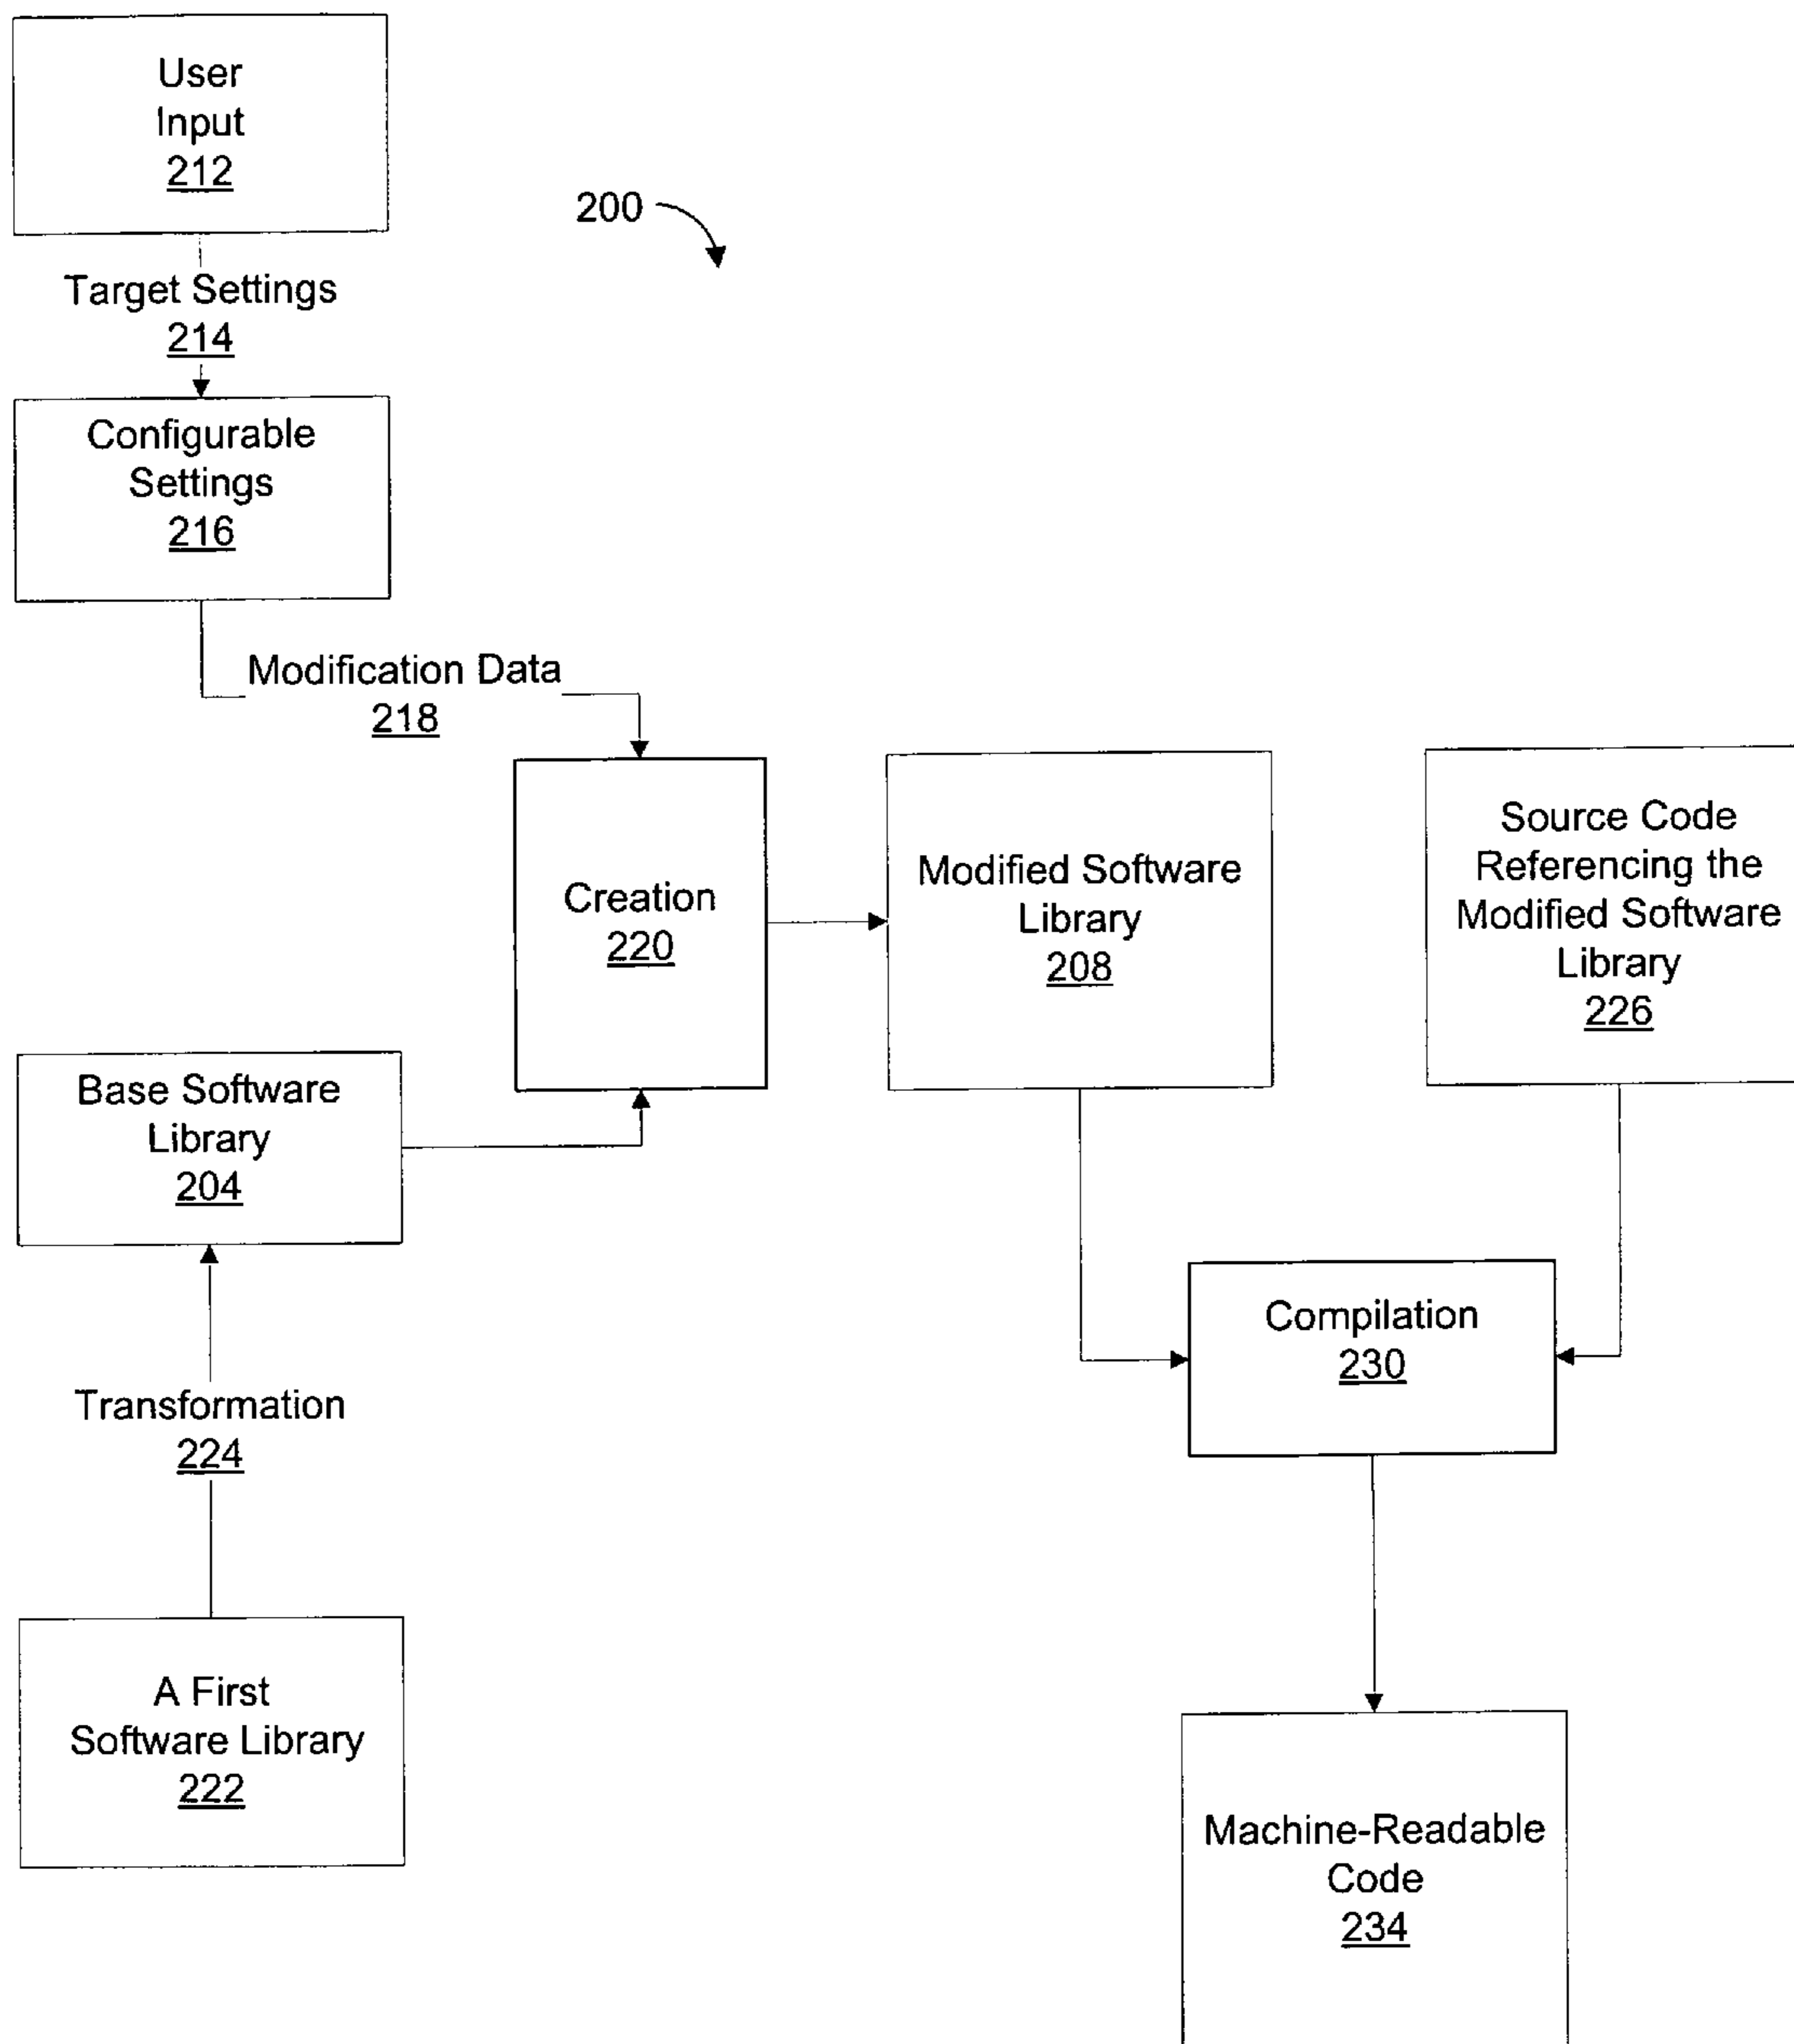 User
Input
212
200
Target Settings
214
Configurable
Settings
216
Modification Data
218
Creation
220
Modified Software
Library
208
Source Code
Referencing the
Modified Software
Library
226
Base Software
Library
204
Compilation
230
Transformation
224
A First
Software Library
222
Machine-Readable
Code
234